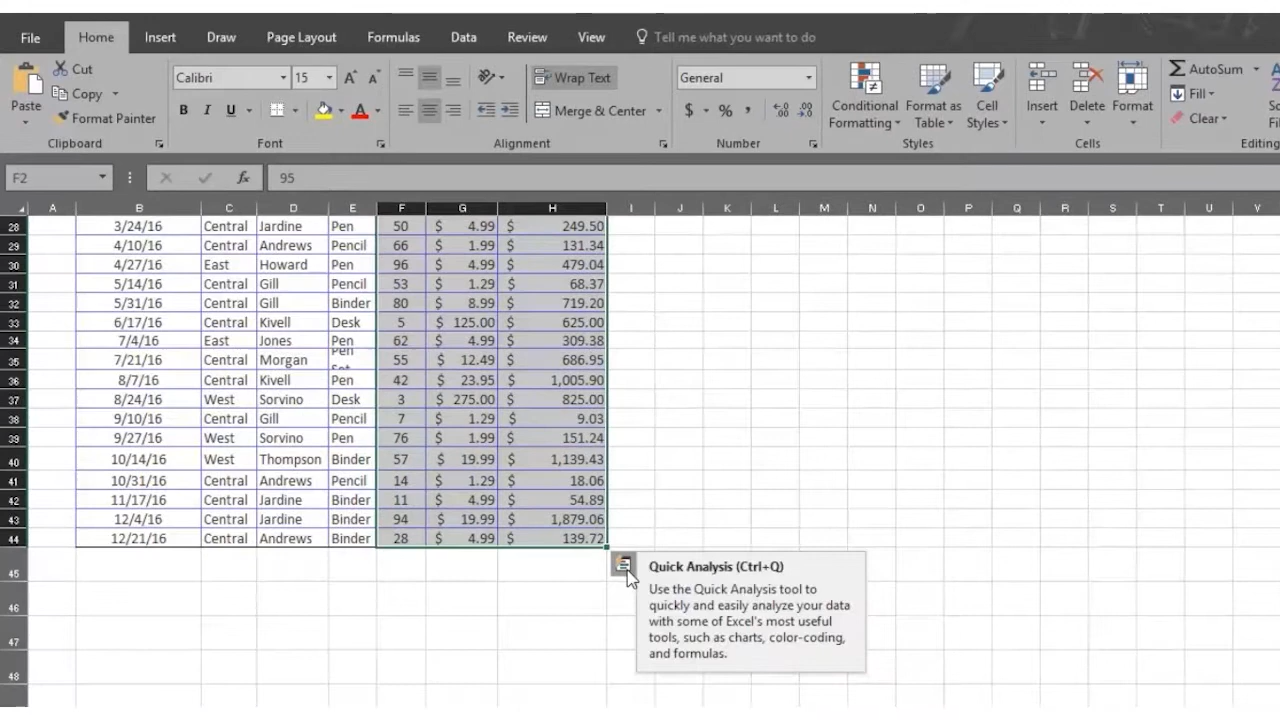 File Home Insert Draw Page Layout Formulas Data Review View Tell me what you want to do
Paste
Cut
Copy
Format Painter
Clipboard
Calibri 15 A A
B I U A
Font
Wrap Text
Merge & Center
Alignment
General
$ % , .00 .00
Number
Conditional Formatting
Format as Table
Cell Styles
Styles
Insert
Delete
Format
Cells
Σ AutoSum
Fill
Clear
Editing
F2 fx 95
A B C D E F G H I J K L M N O P Q R S T U V
28 3/24/16 Central Jardine Pen 50 $ 4.99 $ 249.50
29 4/10/16 Central Andrews Pencil 66 $ 1.99 $ 131.34
30 4/27/16 East Howard Pen 96 $ 4.99 $ 479.04
31 5/14/16 Central Gill Pencil 53 $ 1.29 $ 68.37
32 5/31/16 Central Gill Binder 80 $ 8.99 $ 719.20
33 6/17/16 Central Kivell Desk 5 $ 125.00 $ 625.00
34 7/4/16 East Jones Pen 62 $ 4.99 $ 309.38
35 7/21/16 Central Morgan Pen Set 55 $ 12.49 $ 686.95
36 8/7/16 Central Kivell Pen 42 $ 23.95 $ 1,005.90
37 8/24/16 West Sorvino Desk 3 $ 275.00 $ 825.00
38 9/10/16 Central Gill Pencil 7 $ 1.29 $ 9.03
39 9/27/16 West Sorvino Pen 76 $ 1.99 $ 151.24
40 10/14/16 West Thompson Binder 57 $ 19.99 $ 1,139.43
41 10/31/16 Central Andrews Pencil 14 $ 1.29 $ 18.06
42 11/17/16 Central Jardine Binder 11 $ 4.99 $ 54.89
43 12/4/16 Central Jardine Binder 94 $ 19.99 $ 1,879.06
44 12/21/16 Central Andrews Binder 28 $ 4.99 $ 139.72
45
46
47
48
Quick Analysis (Ctrl+Q)
Use the Quick Analysis tool to
quickly and easily analyze your data
with some of Excel's most useful
tools, such as charts, color-coding,
and formulas.